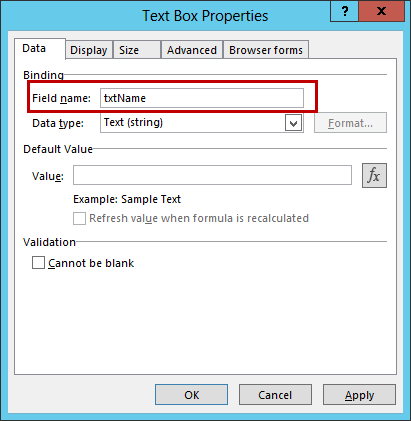 Text Box Properties
? X
Data Display Size Advanced Browser forms
Binding
Field name: txtName
Data type: Text (string) Format...
Default Value
Value: fx
Example: Sample Text
Refresh value when formula is recalculated
Validation
Cannot be blank
OK Cancel Apply